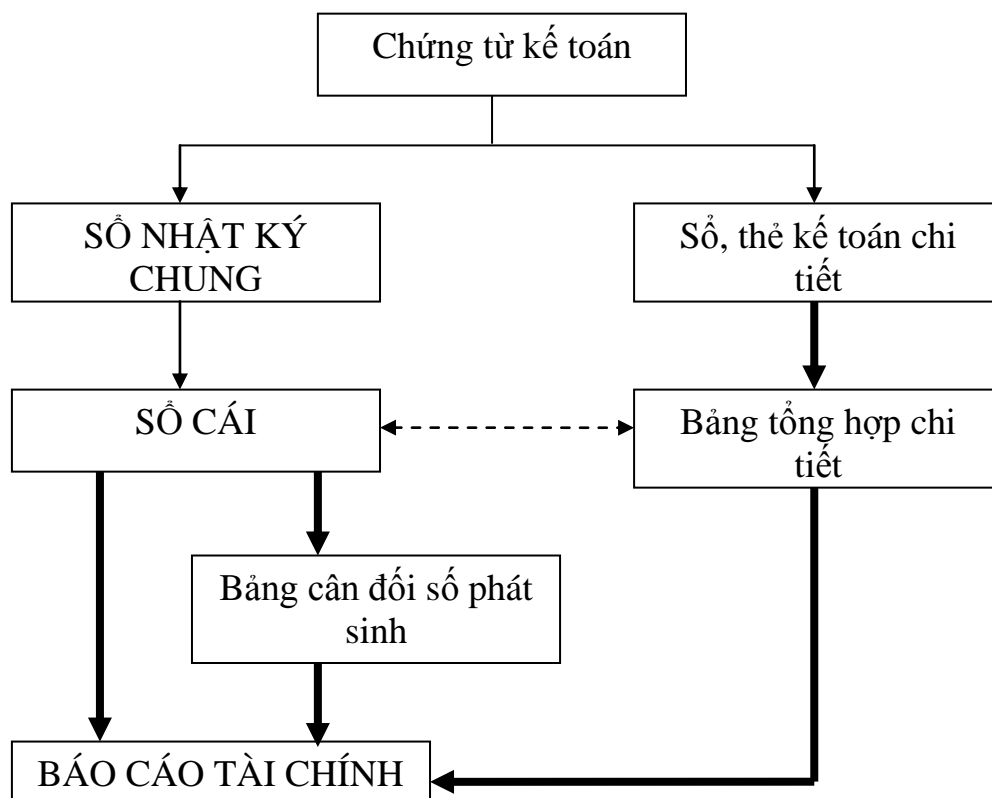 Chứng từ kế toán
SỔ NHẬT KÝ
CHUNG
Sổ, thẻ kế toán chi
tiết
SỔ CÁI
Bảng tổng hợp chi
tiết
Bảng cân đối số phát
sinh
BÁO CÁO TÀI CHÍNH